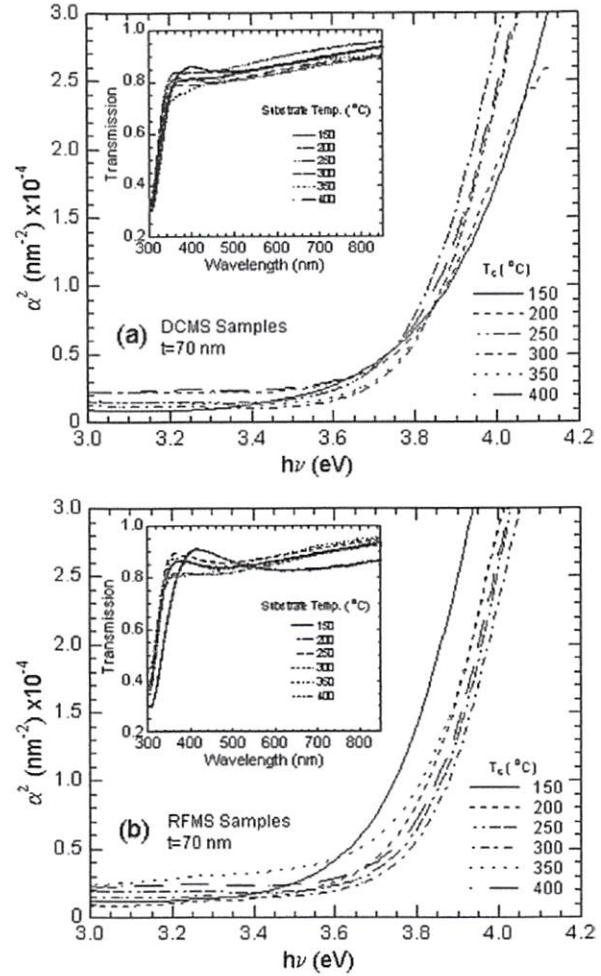 3.0
2.5
2.0
1.5
1.0
0.5
0
α² (nm⁻²) x10⁻⁴
1.0
0.8
0.6
0.4
0.2
Transmission
Substrate Temp. (°C)
150
200
250
300
350
400
300 400 500 600 700 800
Wavelength (nm)
(a) DCMS Samples
t=70 nm
Tₛ (°C)
150
200
250
300
350
400
3.0 3.2 3.4 3.6 3.8 4.0 4.2
hν (eV)
3.0
2.5
2.0
1.5
1.0
0.5
0
α² (nm⁻²) x10⁻⁴
1.0
0.8
0.6
0.4
0.2
Transmission
Substrate Temp. (°C)
150
200
250
300
350
400
300 400 500 600 700 800
Wavelength (nm)
(b) RFMS Samples
t=70 nm
Tₛ (°C)
150
200
250
300
350
400
3.0 3.2 3.4 3.6 3.8 4.0 4.2
hν (eV)